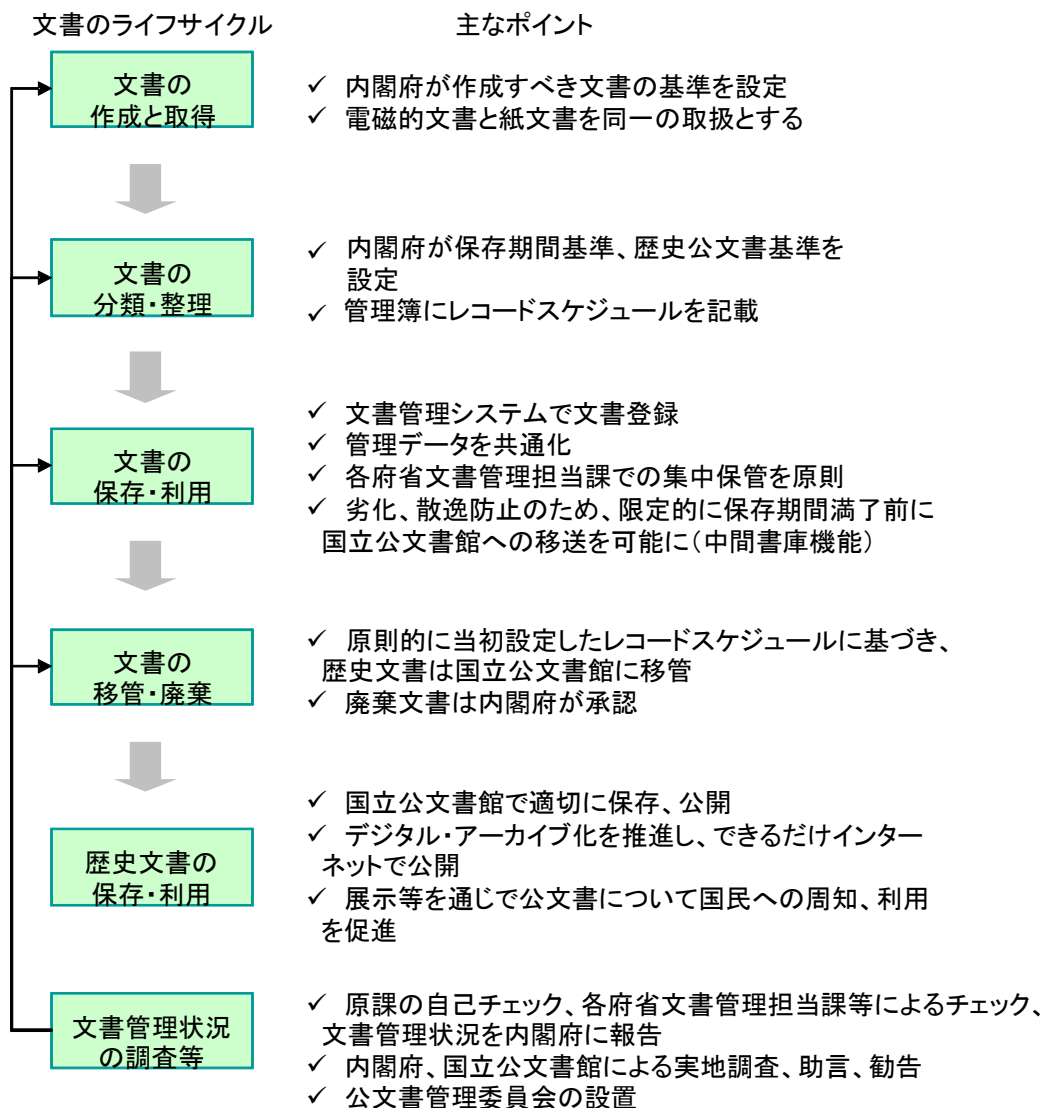 文書のライフサイクル
主なポイント
文書の
作成と取得
✓ 内閣府が作成すべき文書の基準を設定
✓ 電磁的文書と紙文書を同一の取扱とする
文書の
分類・整理
✓ 内閣府が保存期間基準、歴史公文書基準を
設定
✓ 管理簿にレコードスケジュールを記載
文書の
保存・利用
✓ 文書管理システムで文書登録
✓ 管理データを共通化
✓ 各府省文書管理担当課での集中保管を原則
✓ 劣化、散逸防止のため、限定的に保存期間満了前に
国立公文書館への移送を可能に(中間書庫機能)
文書の
移管・廃棄
✓ 原則的に当初設定したレコードスケジュールに基づき、
歴史文書は国立公文書館に移管
✓ 廃棄文書は内閣府が承認
歴史文書の
保存・利用
✓ 国立公文書館で適切に保存、公開
✓ デジタル・アーカイブ化を推進し、できるだけインター
ネットで公開
✓ 展示等を通じで公文書について国民への周知、利用
を促進
文書管理状況
の調査等
✓ 原課の自己チェック、各府省文書管理担当課等によるチェック、
文書管理状況を内閣府に報告
✓ 内閣府、国立公文書館による実地調査、助言、勧告
✓ 公文書管理委員会の設置